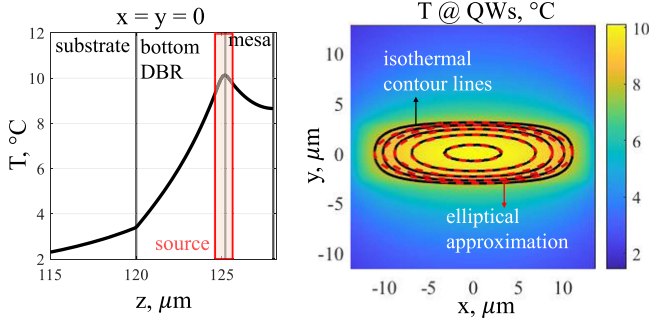 x = y = 0
substrate
bottom
DBR
mesa
source
T, °C
12
10
8
6
4
2
115
120
125
z, µm
T @ QWs, °C
isothermal
contour lines
elliptical
approximation
y, µm
10
5
0
-5
-10
-10
-5
0
5
10
x, µm
10
8
6
4
2